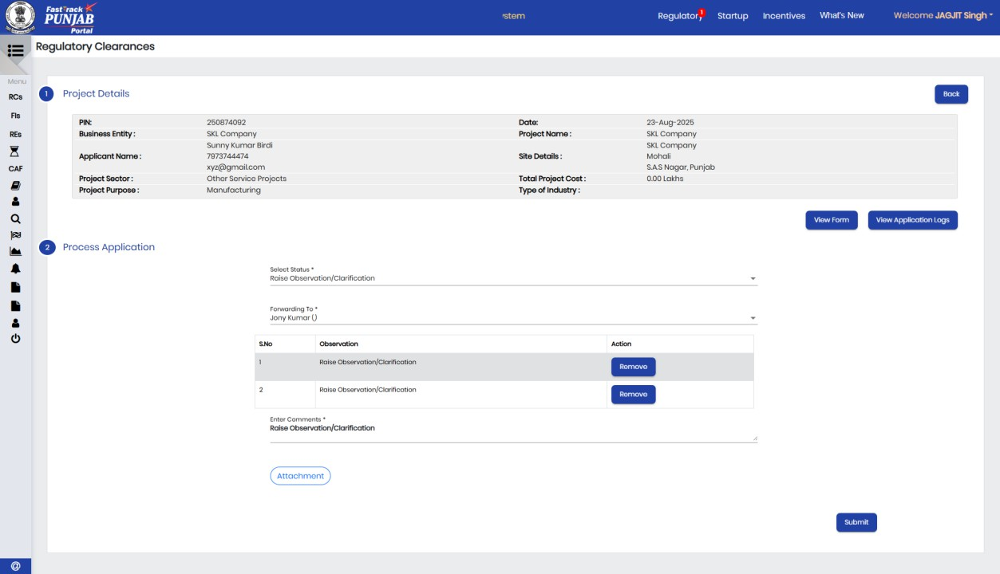 FastTrack
PUNJAB
Portal
stem
Regulatory 1
Startup
Incentives
What's New
Welcome JAGJIT Singh
Regulatory Clearances
Menu
RCs
FIs
REs
CAF
@
1 Project Details
Back
PIN: 250874092 Date: 23-Aug-2025
Business Entity : SKL Company Project Name : SKL Company
Applicant Name : Sunny Kumar Birdi
7973744474
xyz@gmail.com
Site Details : SKL Company
Mohali
S.A.S Nagar, Punjab
Project Sector : Other Service Projects Total Project Cost : 0.00 Lakhs
Project Purpose : Manufacturing Type of Industry :
View Form
View Application Logs
2 Process Application
Select Status *
Raise Observation/Clarification
Forwarding To *
Jony Kumar ()
S.No Observation Action
1 Raise Observation/Clarification Remove
2 Raise Observation/Clarification Remove
Enter Comments *
Raise Observation/Clarification
Attachment
Submit